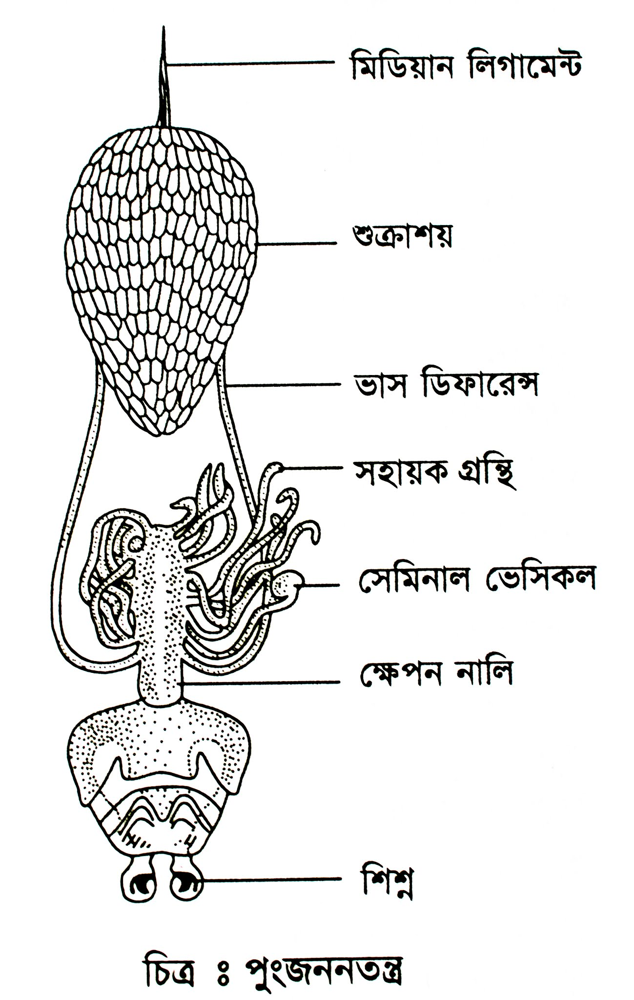 মিডিয়ান লিগামেন্ট
শুক্রাশয়
ভাস ডিফারেন্স
সহায়ক গ্রন্থি
সেমিনাল ভেসিকল
ক্ষেপন নালি
শিশ্ন
চিত্র : পুংজননতন্ত্র